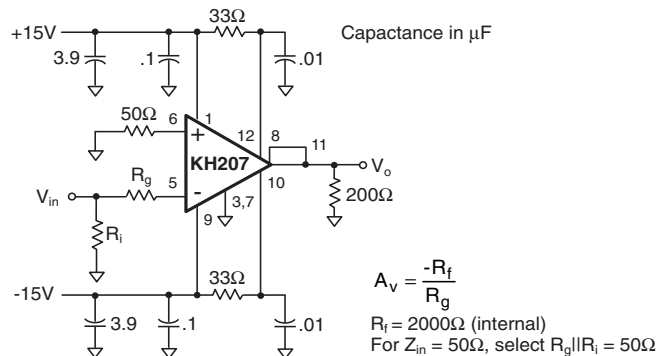 +15V
33Ω
Capactance in µF
3.9
.1
.01
50Ω
6
1
+
12
8
11
KH207
Vo
Rg
5
-
10
Vin
3,7
200Ω
9
Ri
33Ω
-15V
3.9
.1
.01
Av = -Rf / Rg
Rf = 2000Ω (internal)
For Zin = 50Ω, select Rg||Ri = 50Ω